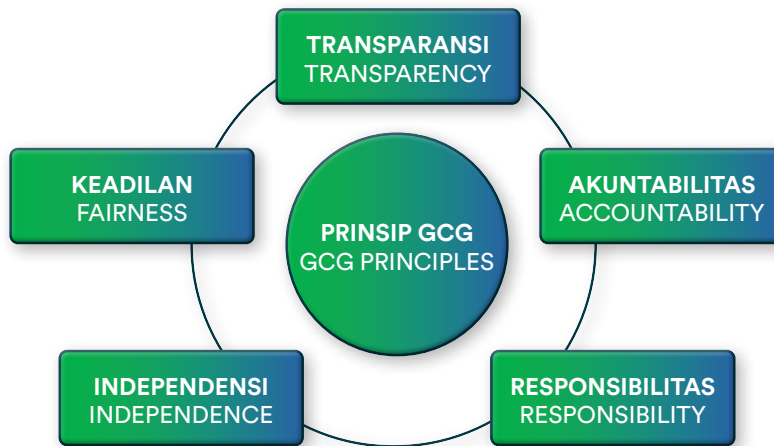 TRANSPARANSI
TRANSPARENCY
KEADILAN
FAIRNESS
AKUNTABILITAS
ACCOUNTABILITY
PRINSIP GCG
GCG PRINCIPLES
INDEPENDENSI
INDEPENDENCE
RESPONSIBILITAS
RESPONSIBILITY